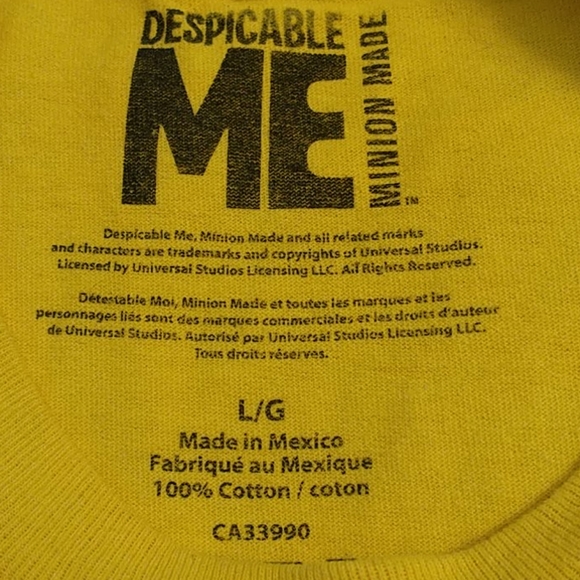 DESPICABLE
ME
MINION MADE
TM
Despicable Me, Minion Made and all related marks
and characters are trademarks and copyrights of Universal Studios.
Licensed by Universal Studios Licensing LLC. All Rights Reserved.
Détestable Moi, Minion Made et toutes les marques et les
personnages liés sont des marques commerciales et les droits d'auteur
de Universal Studios. Autorisé par Universal Studios Licensing LLC.
Tous droits réserves.
L/G
Made in Mexico
Fabriqué au Mexique
100% Cotton / coton
CA33990